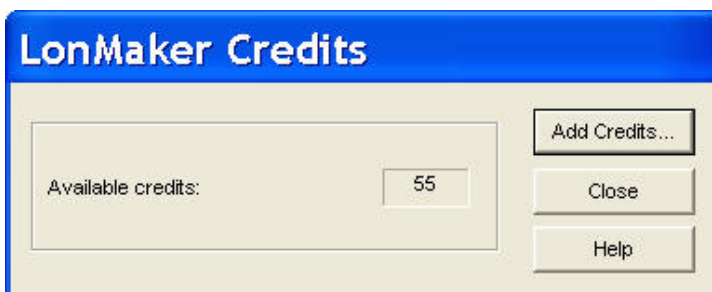 LonMaker Credits
Add Credits...
Available credits: 55
Close
Help